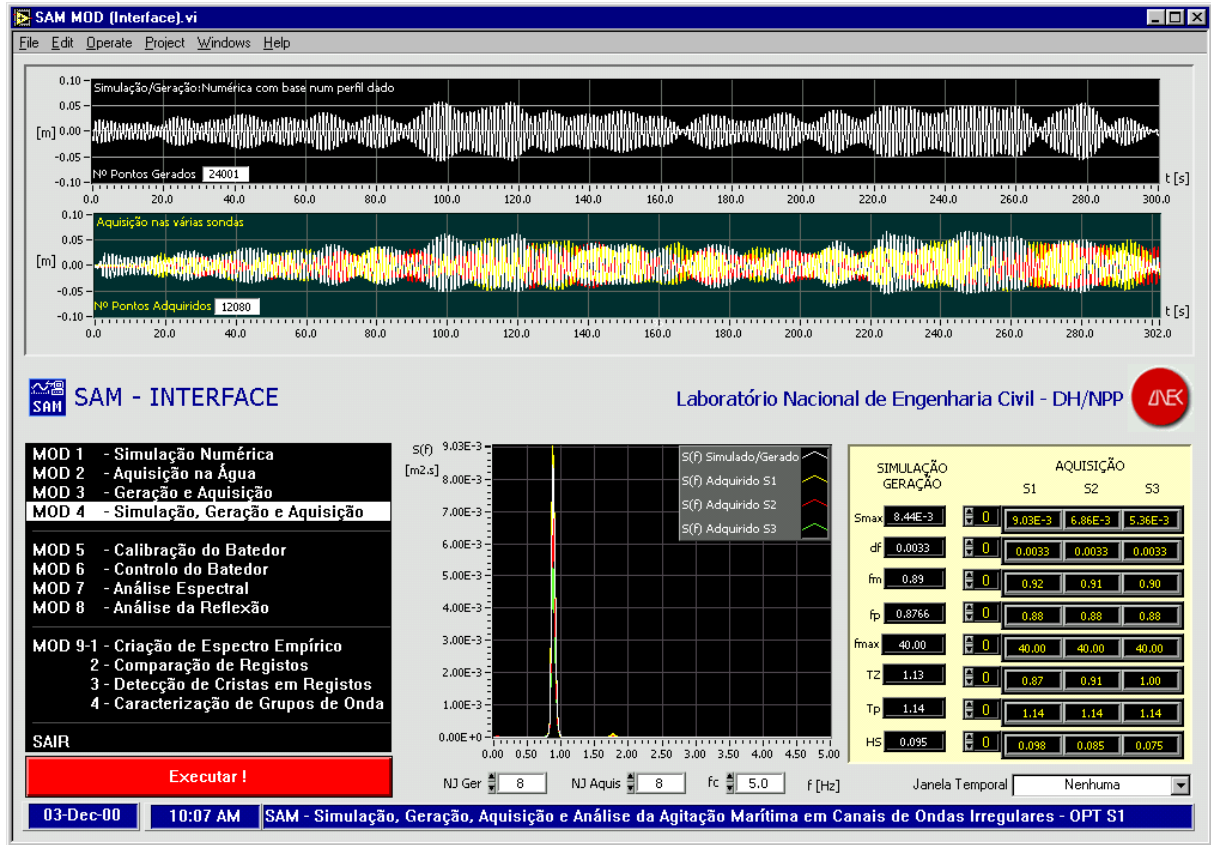 SAM MOD (Interface).vi
File Edit Operate Project Windows Help
Simulação/Geração:Numérica com base num perfil dado
0.10
0.05
[m] 0.00
-0.05
-0.10
Nº Pontos Gerados 24001
t [s]
0.0 20.0 40.0 60.0 80.0 100.0 120.0 140.0 160.0 180.0 200.0 220.0 240.0 260.0 280.0 300.0
Aquisição nas várias sondas
0.10
0.05
[m] 0.00
-0.05
-0.10
Nº Pontos Adquiridos 12080
t [s]
0.0 20.0 40.0 60.0 80.0 100.0 120.0 140.0 160.0 180.0 200.0 220.0 240.0 260.0 280.0 302.0
SAM
SAM - INTERFACE
Laboratório Nacional de Engenharia Civil - DH/NPP
LNEC
MOD 1 - Simulação Numérica
MOD 2 - Aquisição na Água
MOD 3 - Geração e Aquisição
MOD 4 - Simulação, Geração e Aquisição
MOD 5 - Calibração do Batedor
MOD 6 - Controlo do Batedor
MOD 7 - Análise Espectral
MOD 8 - Análise da Reflexão
MOD 9-1 - Criação de Espectro Empírico
2 - Comparação de Registos
3 - Detecção de Cristas em Registos
4 - Caracterização de Grupos de Onda
SAIR
Executar !
S(f)
[m2.s]
9.03E-3
8.00E-3
7.00E-3
6.00E-3
5.00E-3
4.00E-3
3.00E-3
2.00E-3
1.00E-3
0.00E+0
0.00 0.50 1.00 1.50 2.00 2.50 3.00 3.50 4.00 4.50 5.00
S(f) Simulado/Gerado
S(f) Adquirido S1
S(f) Adquirido S2
S(f) Adquirido S3
NJ Ger 8 NJ Aquis 8 fc 5.0 f [Hz]
SIMULAÇÃO
GERAÇÃO
AQUISIÇÃO
S1 S2 S3
Smax 8.44E-3 0 9.03E-3 6.86E-3 5.36E-3
df 0.0033 0 0.0033 0.0033 0.0033
fm 0.89 0 0.92 0.91 0.90
fp 0.8766 0 0.88 0.88 0.88
fmax 40.00 0 40.00 40.00 40.00
TZ 1.13 0 0.87 0.91 1.00
Tp 1.14 0 1.14 1.14 1.14
HS 0.095 0 0.098 0.085 0.075
Janela Temporal Nenhuma
03-Dec-00 10:07 AM SAM - Simulação, Geração, Aquisição e Análise da Agitação Marítima em Canais de Ondas Irregulares - OPT S1